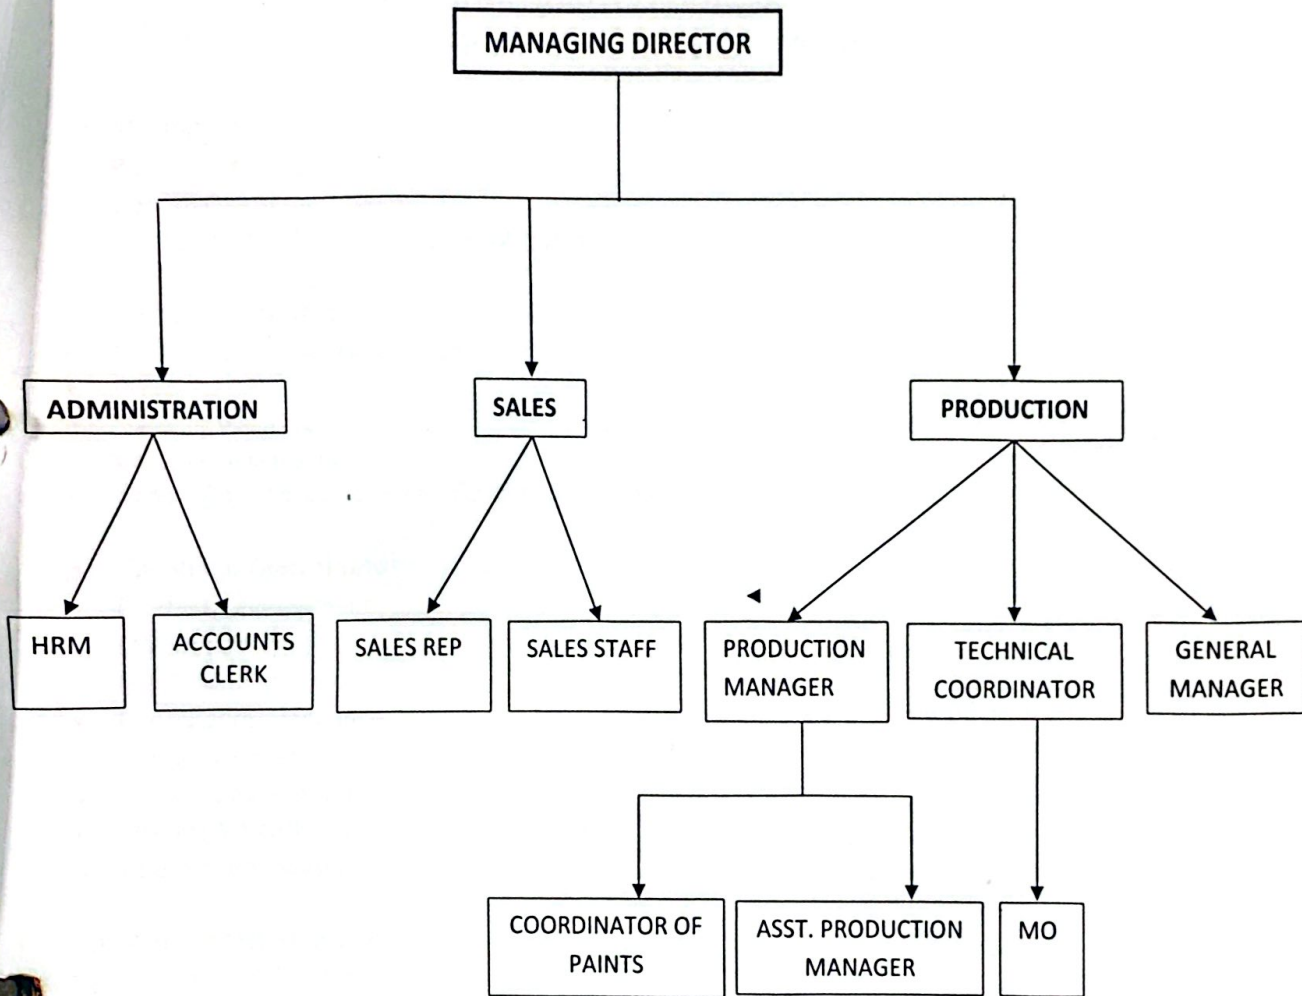 MANAGING DIRECTOR
ADMINISTRATION
SALES
PRODUCTION
HRM
ACCOUNTS
CLERK
SALES REP
SALES STAFF
PRODUCTION
MANAGER
TECHNICAL
COORDINATOR
GENERAL
MANAGER
COORDINATOR OF
PAINTS
ASST. PRODUCTION
MANAGER
MO